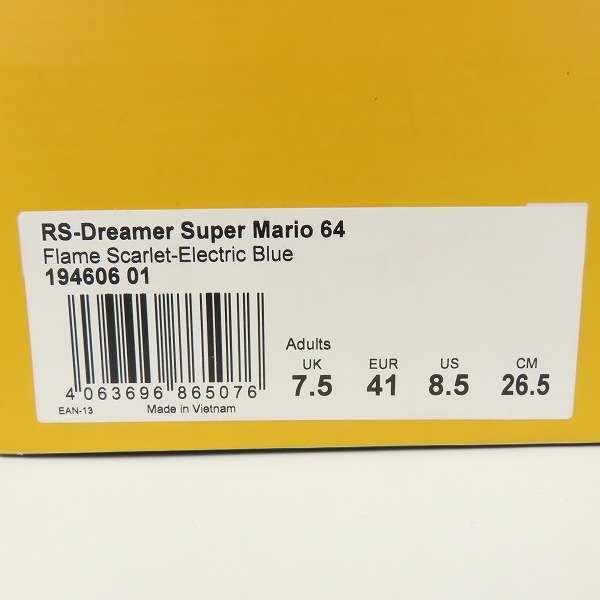 RS-Dreamer Super Mario 64
Flame Scarlet-Electric Blue
194606 01
Adults
UK EUR US CM
7.5 41 8.5 26.5
4 063696 865076
EAN-13 Made in Vietnam